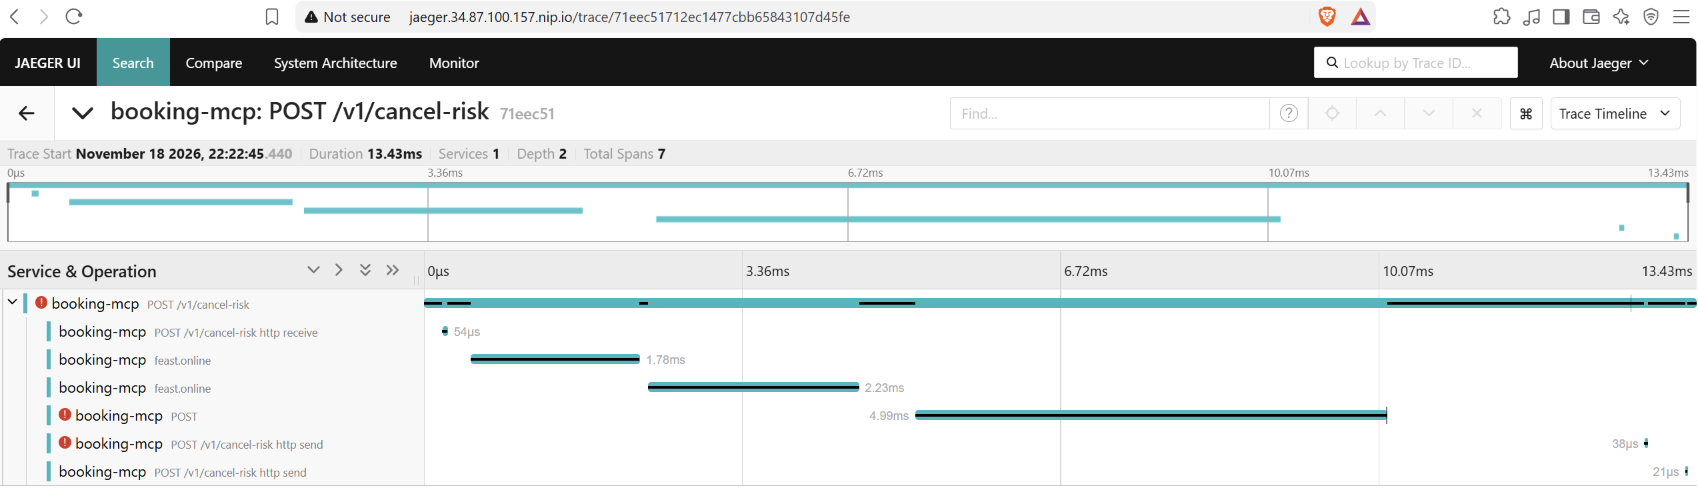 Not secure jaeger.34.87.100.157.nip.io/trace/71eec51712ec1477cbb65843107d45fe
JAEGER UI Search Compare System Architecture Monitor Lookup by Trace ID... About Jaeger
booking-mcp: POST /v1/cancel-risk 71eec51 Find... ? ⌘ Trace Timeline
Trace Start November 18 2026, 22:22:45.440 Duration 13.43ms Services 1 Depth 2 Total Spans 7
0μs 3.36ms 6.72ms 10.07ms 13.43ms
Service & Operation 0μs 3.36ms 6.72ms 10.07ms 13.43ms
booking-mcp POST /v1/cancel-risk
booking-mcp POST /v1/cancel-risk http receive 54μs
booking-mcp feast.online 1.78ms
booking-mcp feast.online 2.23ms
booking-mcp POST 4.99ms
booking-mcp POST /v1/cancel-risk http send 38μs
booking-mcp POST /v1/cancel-risk http send 21μs